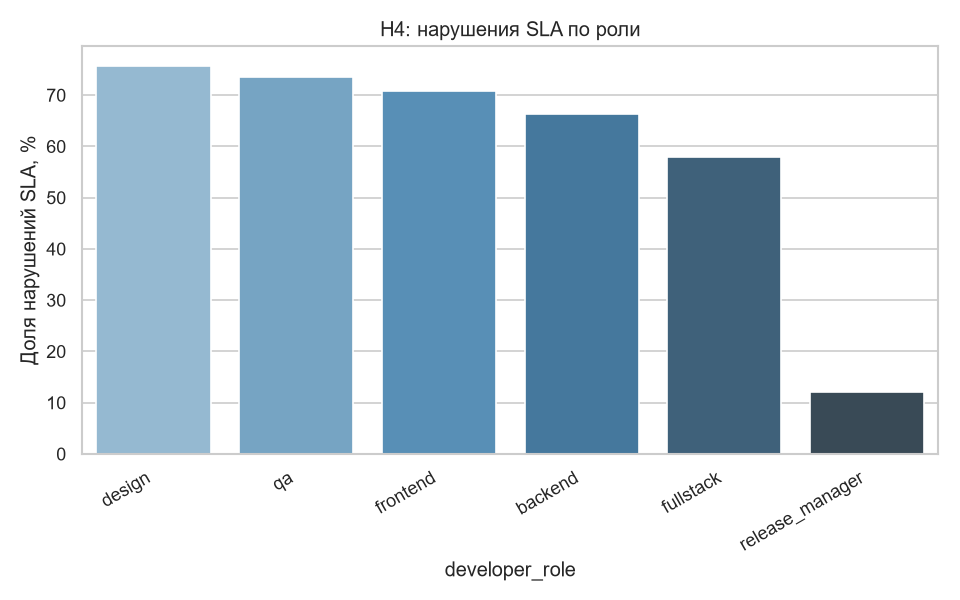 H4: нарушения SLA по роли
Доля нарушений SLA, %
70
60
50
40
30
20
10
0
design
qa
frontend
backend
fullstack
release_manager
developer_role